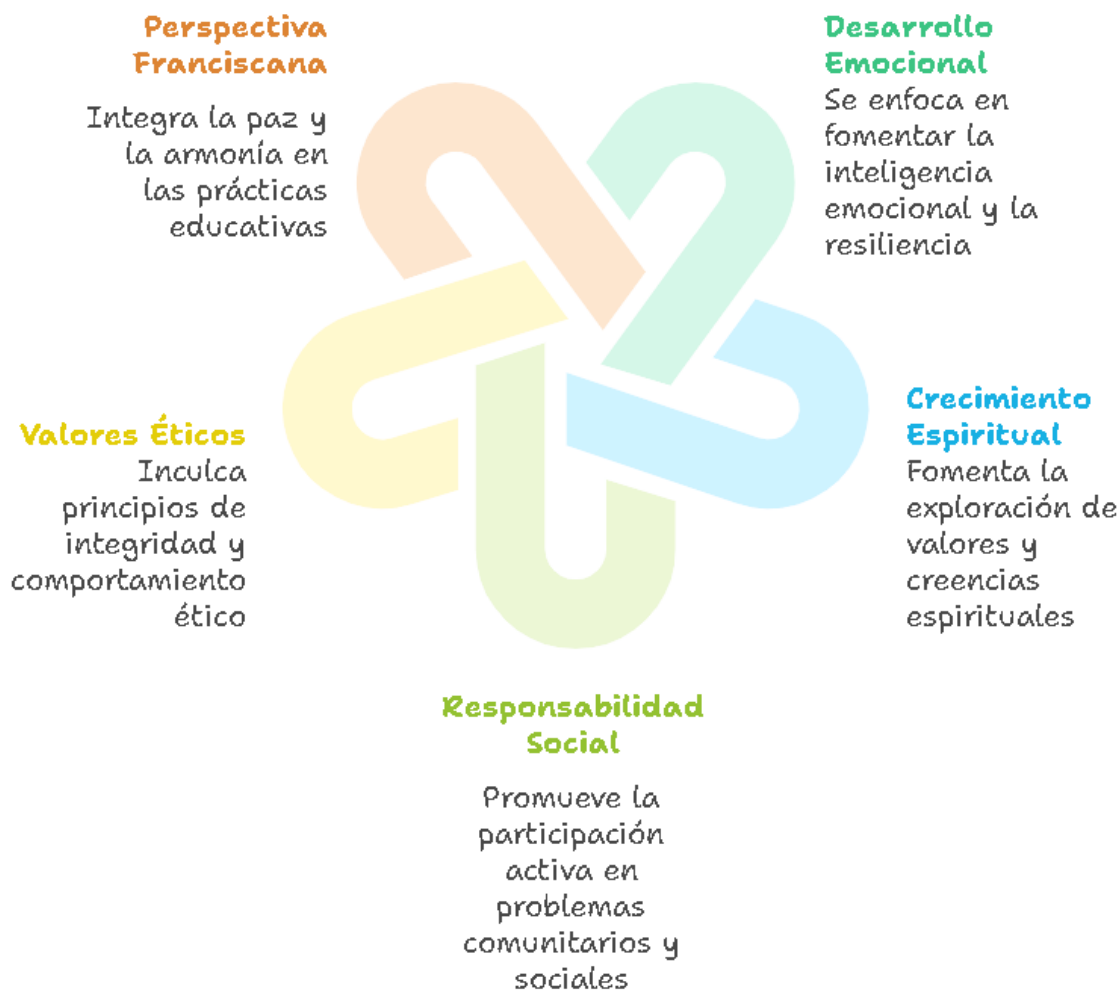 Perspectiva
Franciscana
Integra la paz y
la armonía en
las prácticas
educativas
Desarrollo
Emocional
Se enfoca en
fomentar la
inteligencia
emocional y la
resiliencia
Valores Éticos
Inculca
principios de
integridad y
comportamiento
ético
Crecimiento
Espiritual
Fomenta la
exploración de
valores y
creencias
espirituales
Responsabilidad
Social
Promueve la
participación
activa en
problemas
comunitarios y
sociales